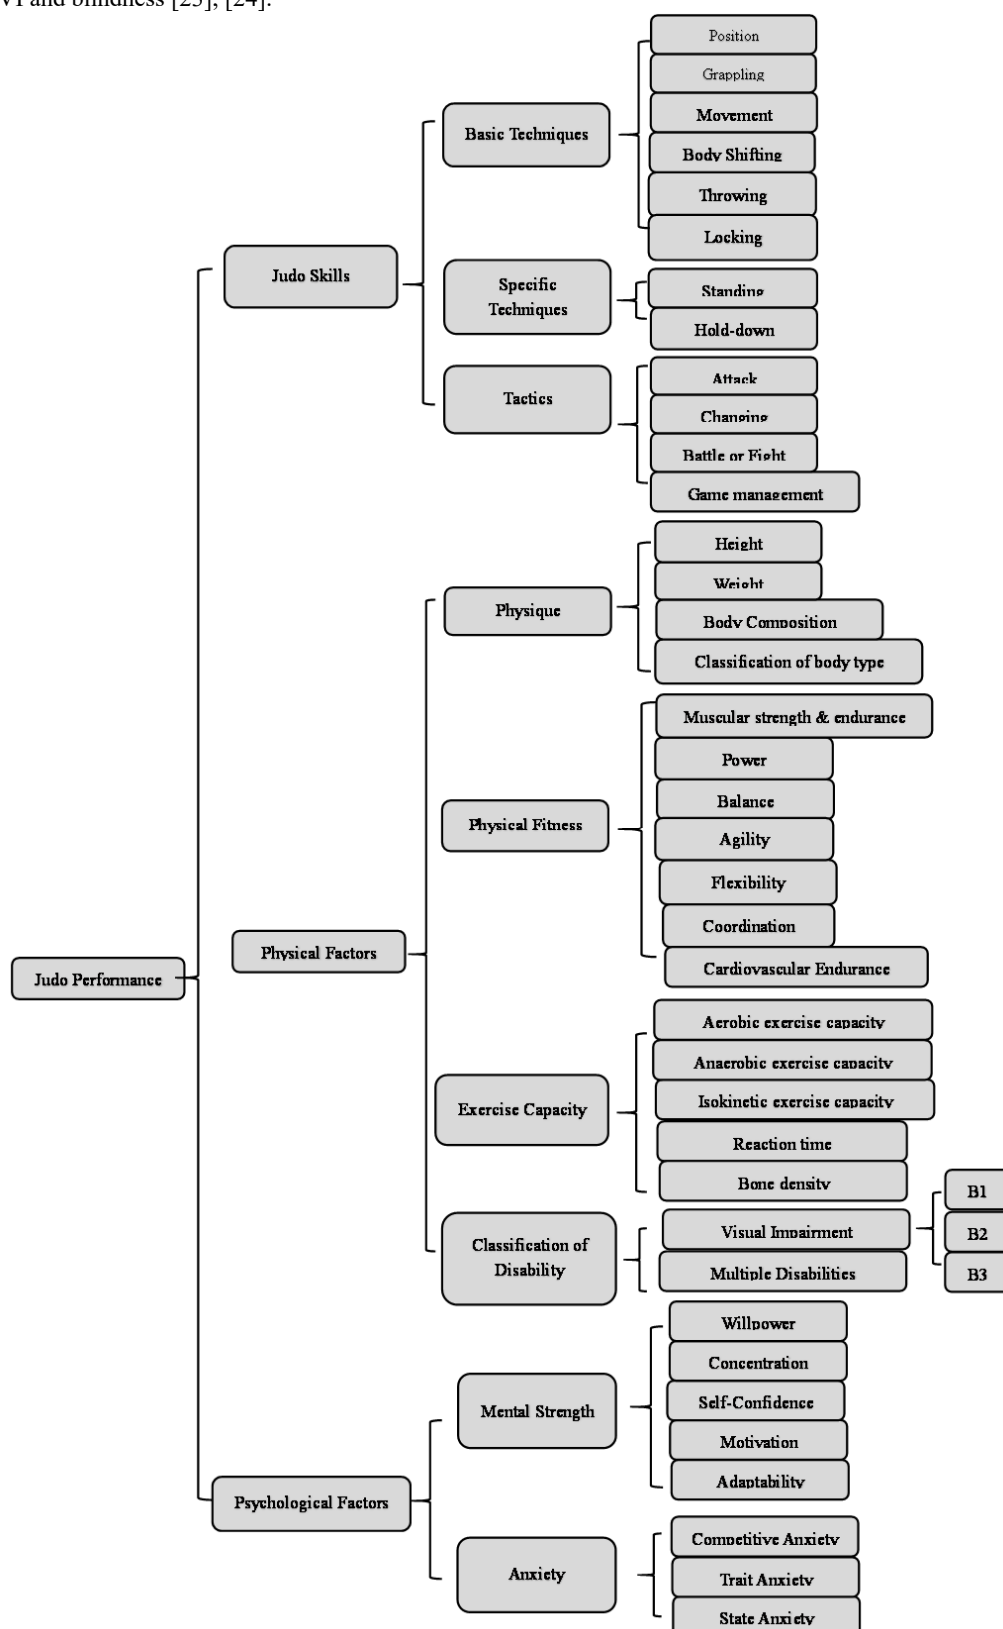 VI and blindness [23], [24].
Position
Grappling
Movement
Basic Techniques
Body Shifting
Throwing
Locking
Judo Skills
Specific
Techniques
Standing
Hold-down
Tactics
Attack
Changing
Battle or Fight
Game management
Height
Weight
Physique
Body Composition
Classification of body type
Muscular strength & endurance
Power
Balance
Physical Fitness
Agility
Flexibility
Coordination
Cardiovascular Endurance
Physical Factors
Judo Performance
Aerobic exercise capacity
Anaerobic exercise capacity
Isokinetic exercise capacity
Exercise Capacity
Reaction time
Bone density
Classification of
Disability
Visual Impairment
Multiple Disabilities
B1
B2
B3
Willpower
Concentration
Self-Confidence
Mental Strength
Motivation
Adaptability
Psychological Factors
Competitive Anxiety
Anxiety
Trait Anxiety
State Anxiety